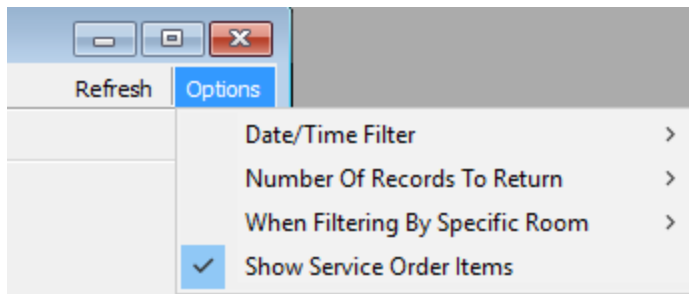 Refresh Options
Date/Time Filter
Number Of Records To Return
When Filtering By Specific Room
Show Service Order Items